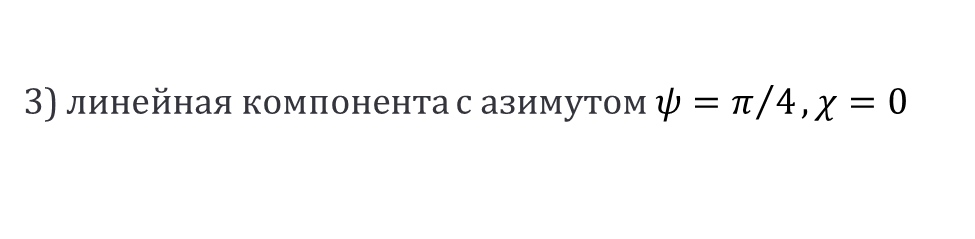 3) линейная компонента с азимутом 𝜓 = 𝜋/4 , 𝜒 = 0